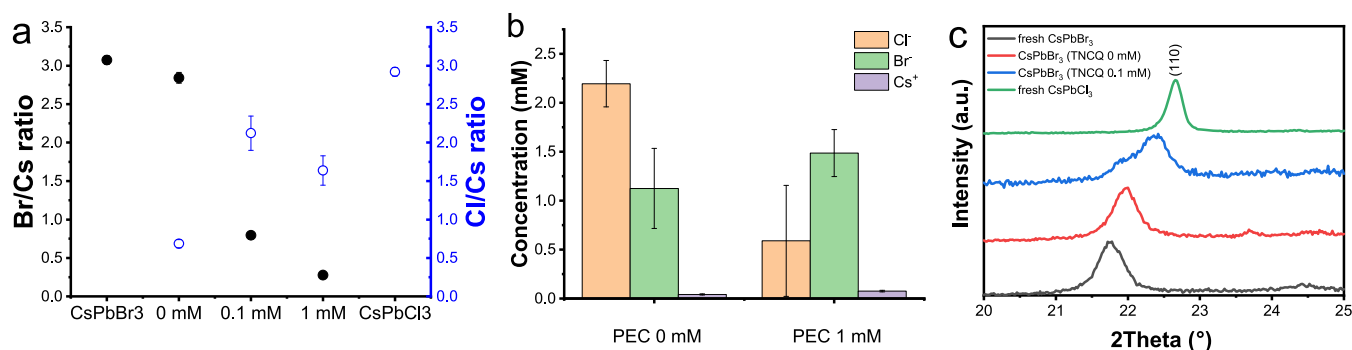 a
Br/Cs ratio
3.5
3.0
2.5
2.0
1.5
1.0
0.5
0.0
CsPbBr3 0 mM 0.1 mM 1 mM CsPbCl3
3.5
3.0
2.5
2.0
1.5
1.0
0.5
0.0
Cl/Cs ratio
b
Concentration (mM)
2.5
2.0
1.5
1.0
0.5
0.0
Cl⁻
Br⁻
Cs⁺
PEC 0 mM PEC 1 mM
c
Intensity (a.u.)
fresh CsPbBr₃
CsPbBr₃ (TNCQ 0 mM)
CsPbBr₃ (TNCQ 0.1 mM)
fresh CsPbCl₃
(110)
20 21 22 23 24 25
2Theta (°)